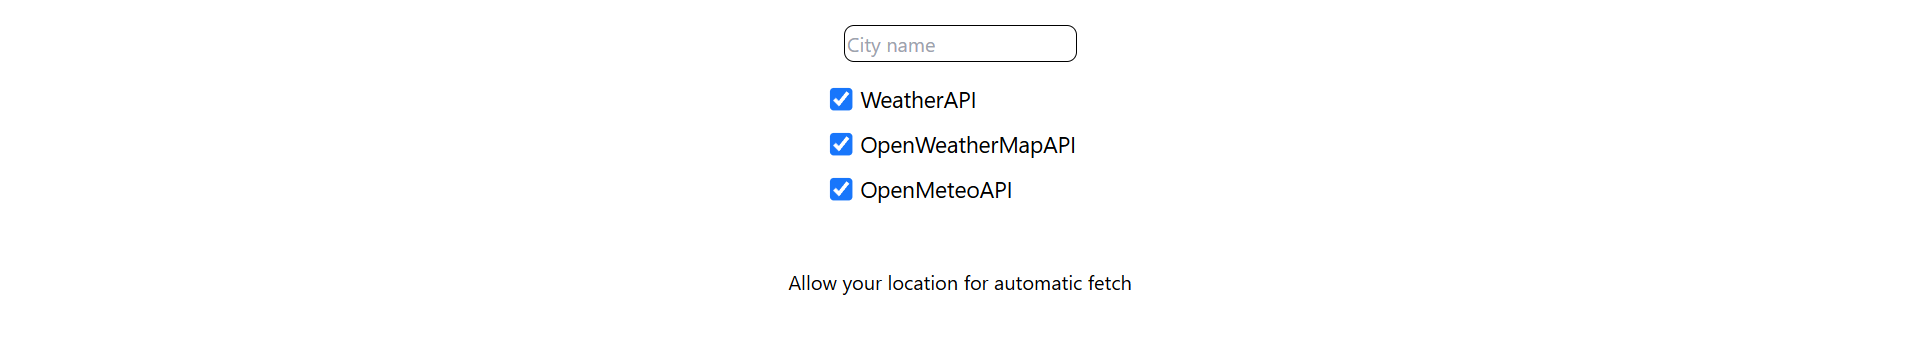 City name
WeatherAPI
OpenWeatherMapAPI
OpenMeteoAPI
Allow your location for automatic fetch